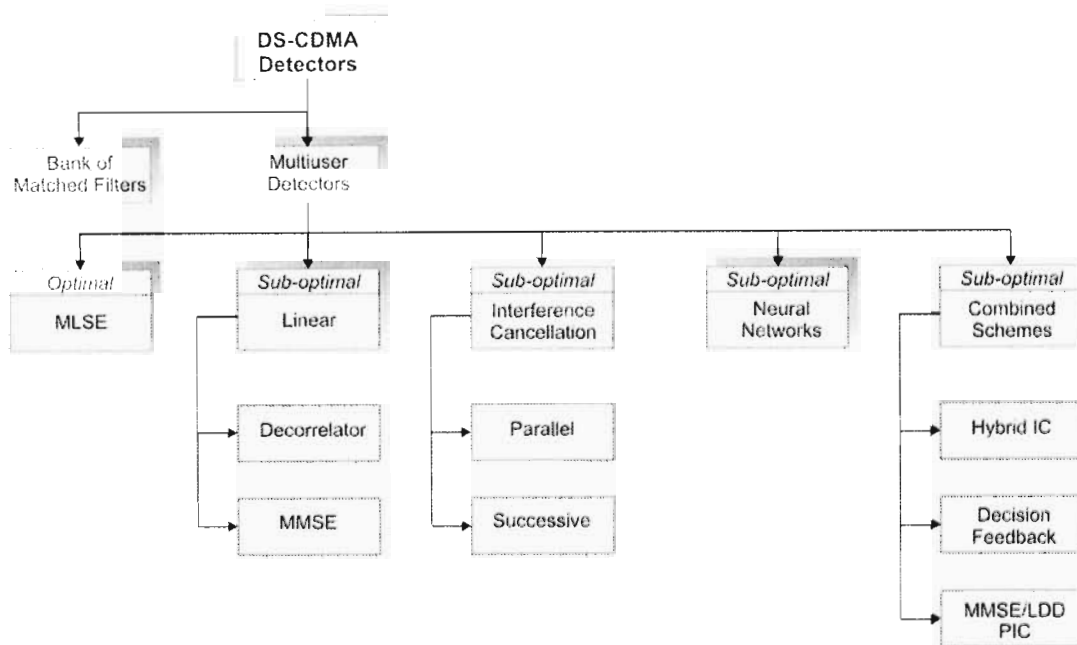 DS-CDMA
Detectors
Bank of
Matched Filters
Multiuser
Detectors
Optimal
MLSE
Sub-optimal
Linear
Sub-optimal
Interference
Cancellation
Sub-optimal
Neural
Networks
Sub-optimal
Combined
Schemes
Decorrelator
Parallel
Hybrid IC
MMSE
Successive
Decision
Feedback
MMSE/LDD
PIC